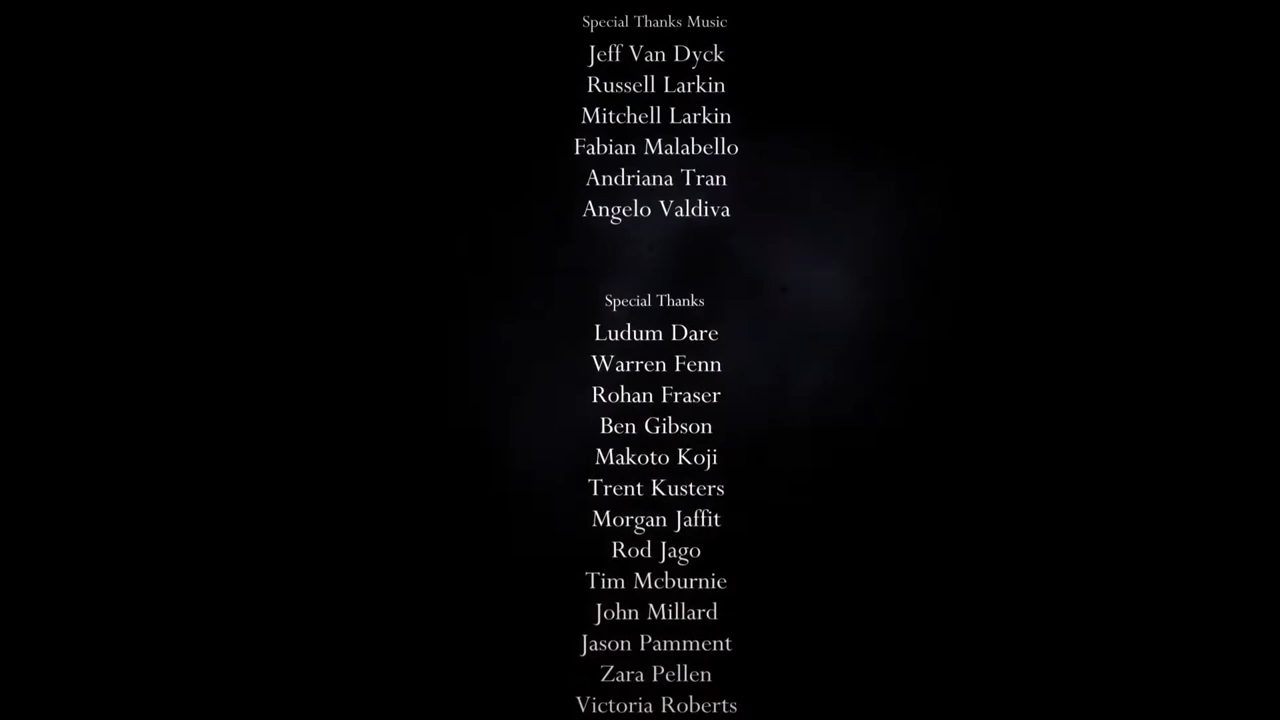 Special Thanks Music
Jeff Van Dyck
Russell Larkin
Mitchell Larkin
Fabian Malabello
Andriana Tran
Angelo Valdiva
Special Thanks
Ludum Dare
Warren Fenn
Rohan Fraser
Ben Gibson
Makoto Koji
Trent Kusters
Morgan Jaffit
Rod Jago
Tim Mcburnie
John Millard
Jason Pamment
Zara Pellen
Victoria Roberts